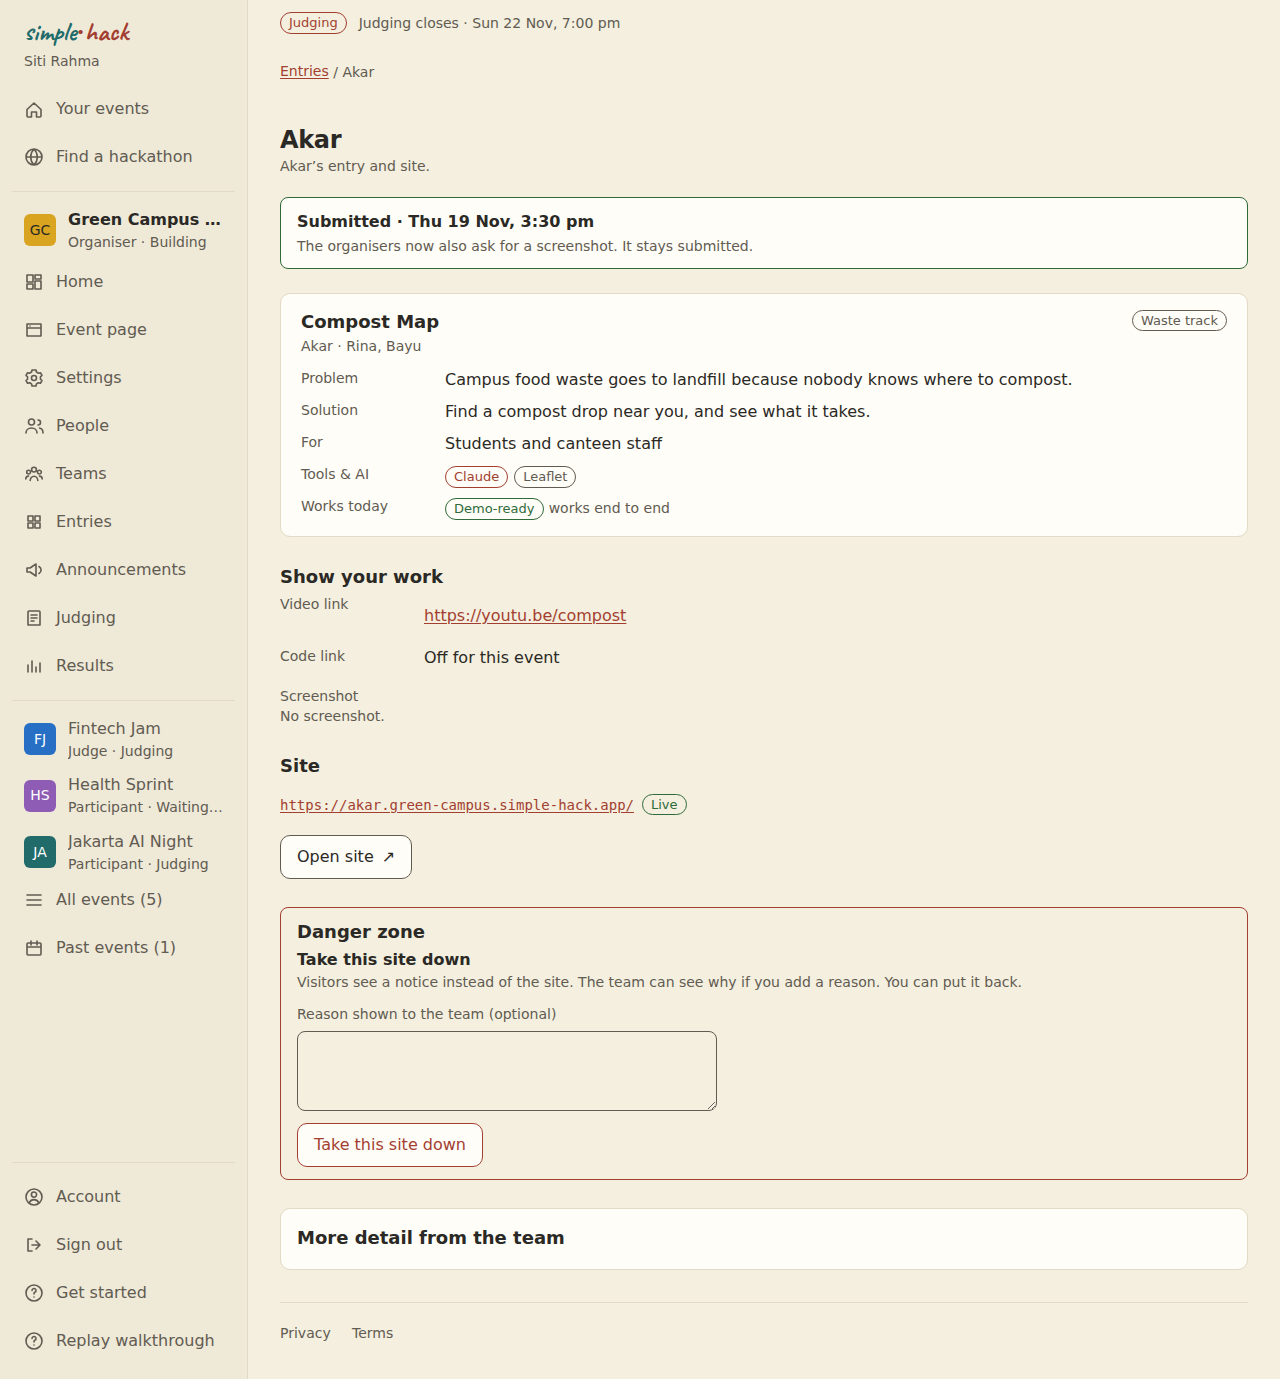 simple·hack
Siti Rahma
Your events
Find a hackathon
GC
Green Campus …
Organiser · Building
Home
Event page
Settings
People
Teams
Entries
Announcements
Judging
Results
FJ
Fintech Jam
Judge · Judging
HS
Health Sprint
Participant · Waiting…
JA
Jakarta AI Night
Participant · Judging
All events (5)
Past events (1)
Account
Sign out
Get started
Replay walkthrough
Judging Judging closes · Sun 22 Nov, 7:00 pm
Entries / Akar
Akar
Akar’s entry and site.
Submitted · Thu 19 Nov, 3:30 pm
The organisers now also ask for a screenshot. It stays submitted.
Compost Map Waste track
Akar · Rina, Bayu
Problem Campus food waste goes to landfill because nobody knows where to compost.
Solution Find a compost drop near you, and see what it takes.
For Students and canteen staff
Tools & AI Claude Leaflet
Works today Demo-ready works end to end
Show your work
Video link https://youtu.be/compost
Code link Off for this event
Screenshot
No screenshot.
Site
https://akar.green-campus.simple-hack.app/ Live
Open site ↗
Danger zone
Take this site down
Visitors see a notice instead of the site. The team can see why if you add a reason. You can put it back.
Reason shown to the team (optional)
Take this site down
More detail from the team
Privacy Terms